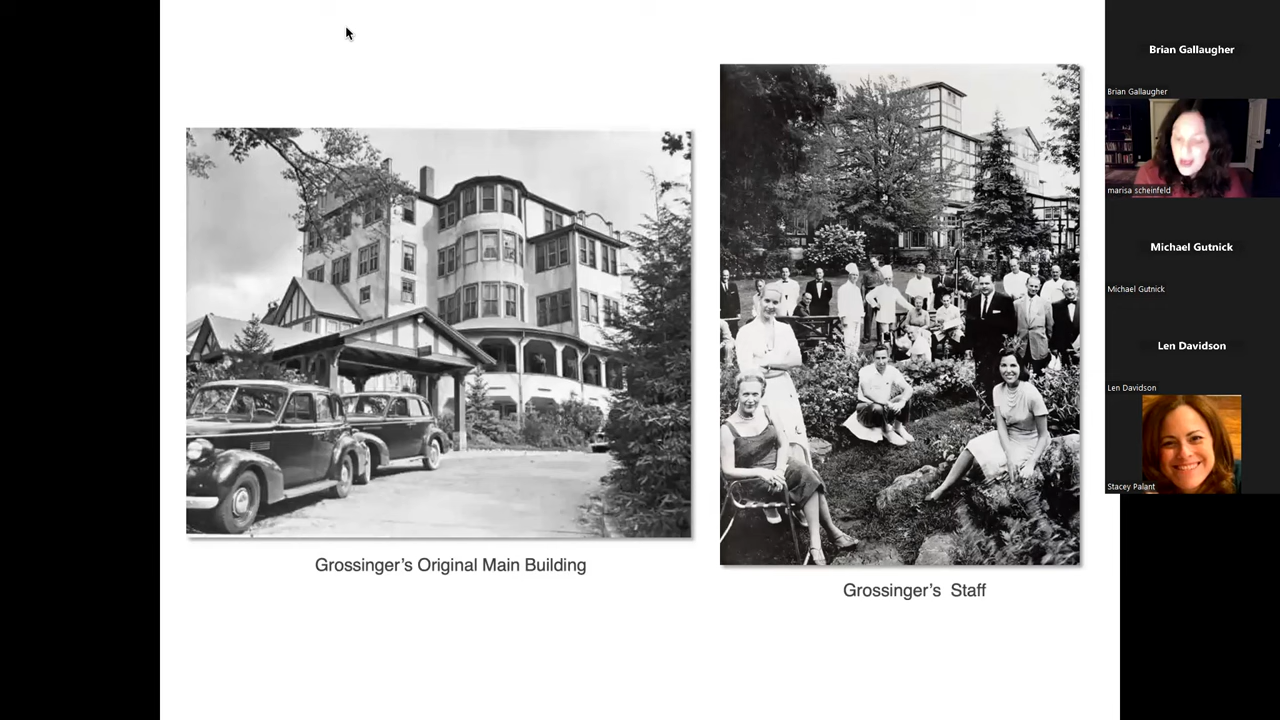 Grossinger's Original Main Building
Grossinger's  Staff
Brian Gallaugher
Brian Gallaugher
marisa scheinfeld
Michael Gutnick
Michael Gutnick
Len Davidson
Len Davidson
Stacey Palant